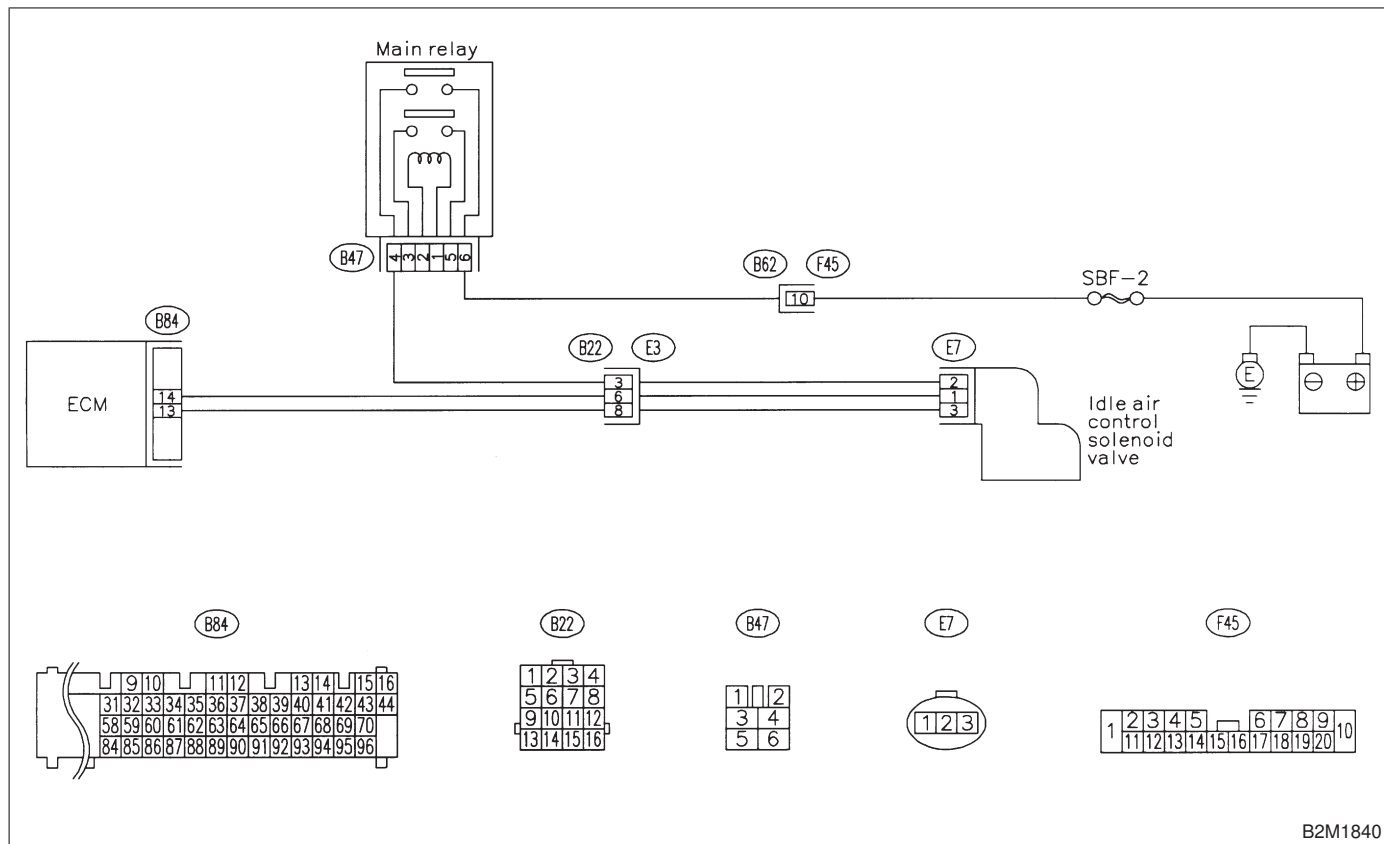 Main relay
B47
4 3 2 1 5 6
B62 F45
10
SBF-2
B84
ECM
14
13
B22 E3
3
6
8
E7
2
1
3
Idle air
control
solenoid
valve
E
B84
B22
B47
E7
F45
9 10 11 12 13 14 15 16
31 32 33 34 35 36 37 38 39 40 41 42 43 44
58 59 60 61 62 63 64 65 66 67 68 69 70
84 85 86 87 88 89 90 91 92 93 94 95 96
1 2 3 4
5 6 7 8
9 10 11 12
13 14 15 16
1 2
3 4
5 6
1 2 3
1 2 3 4 5 6 7 8 9 10
11 12 13 14 15 16 17 18 19 20
B2M1840